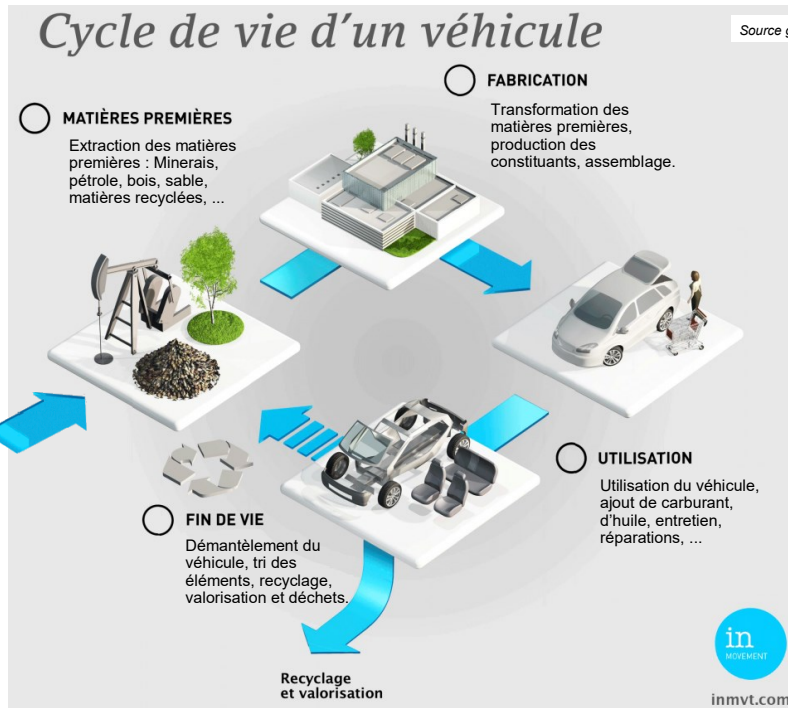 Cycle de vie d'un véhicule
Source g
FABRICATION
Transformation des
matières premières,
production des
constituants, assemblage.
MATIÈRES PREMIÈRES
Extraction des matières
premières : Minerais,
pétrole, bois, sable,
matières recyclées, ...
UTILISATION
Utilisation du véhicule,
ajout de carburant,
d'huile, entretien,
réparations, ...
FIN DE VIE
Démantèlement du
véhicule, tri des
éléments, recyclage,
valorisation et déchets.
Recyclage
et valorisation
in
MOVEMENT
inmvt.com